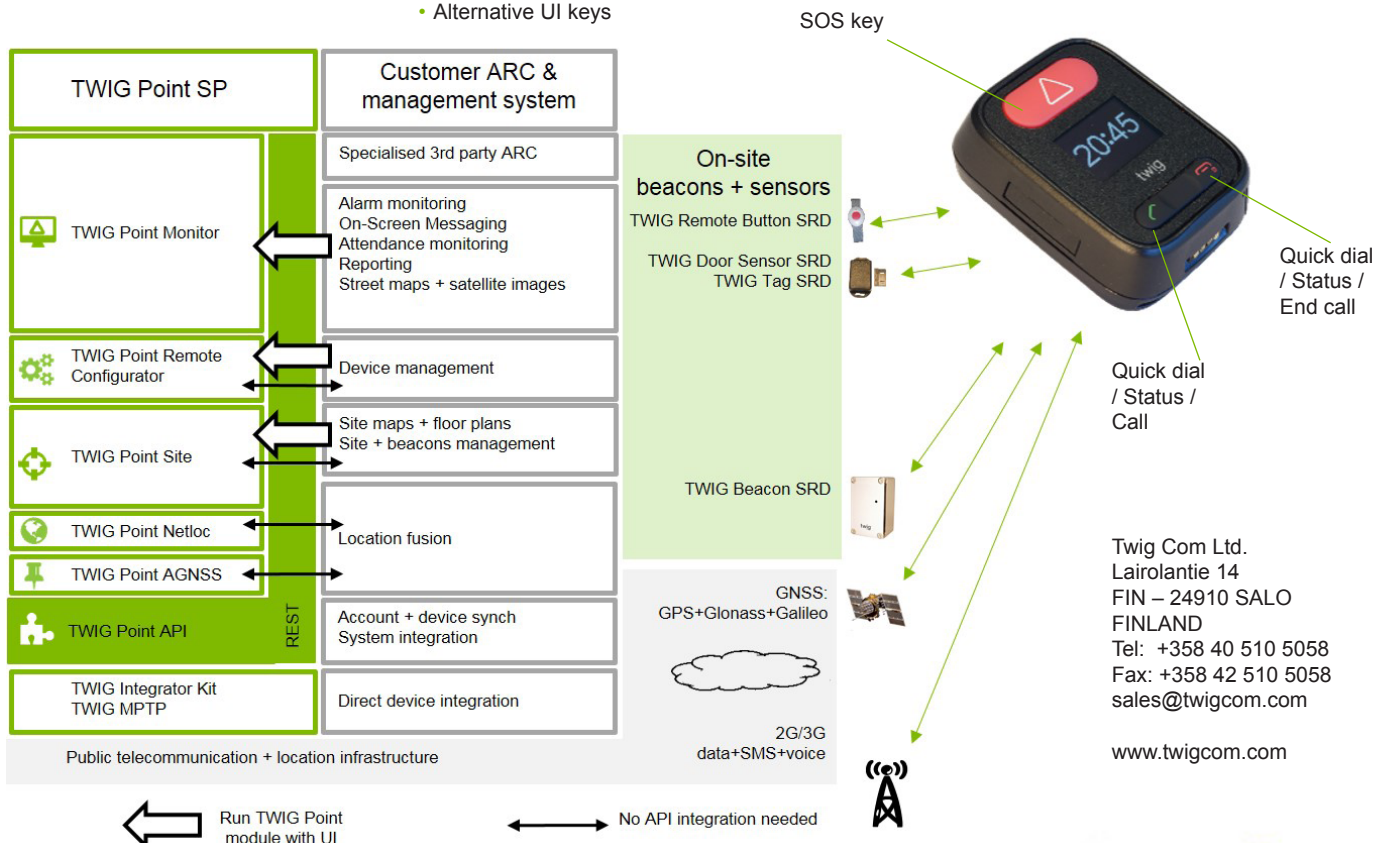 • Alternative UI keys
SOS key
TWIG Point SP
Customer ARC &
management system
TWIG Point Monitor
TWIG Point Remote
Configurator
TWIG Point Site
TWIG Point Netloc
TWIG Point AGNSS
TWIG Point API
REST
TWIG Integrator Kit
TWIG MPTP
Specialised 3rd party ARC
Alarm monitoring
On-Screen Messaging
Attendance monitoring
Reporting
Street maps + satellite images
Device management
Site maps + floor plans
Site + beacons management
Location fusion
Account + device synch
System integration
Direct device integration
Public telecommunication + location infrastructure
On-site
beacons + sensors
TWIG Remote Button SRD
TWIG Door Sensor SRD
TWIG Tag SRD
TWIG Beacon SRD
twig
GNSS:
GPS+Glonass+Galileo
2G/3G
data+SMS+voice
20:45
twig
Quick dial
/ Status /
End call
Quick dial
/ Status /
Call
Twig Com Ltd.
Lairolantie 14
FIN – 24910 SALO
FINLAND
Tel: +358 40 510 5058
Fax: +358 42 510 5058
sales@twigcom.com
www.twigcom.com
Run TWIG Point
module with UI
No API integration needed